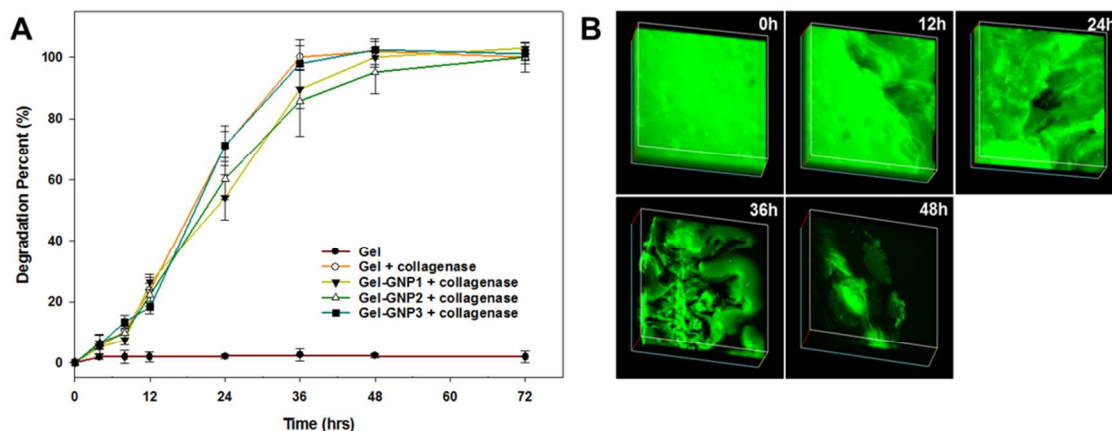 A
Degradation Percent (%)
100
80
60
40
20
0
Gel
Gel + collagenase
Gel-GNP1 + collagenase
Gel-GNP2 + collagenase
Gel-GNP3 + collagenase
0 12 24 36 48 72
Time (hrs)
B
0h 12h 24h
36h 48h